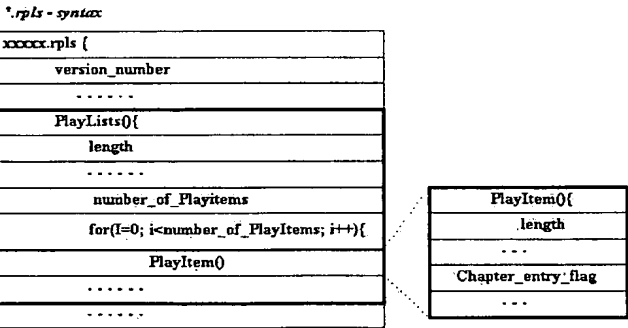 *.rpls - syntax
xxxxx.rpls {
version_number
. . . . . .
PlayLists(){
length
. . . . . .
number_of_Playitems
for(I=0; i<number_of_PlayItems; i++){
PlayItem()
. . . . . .
. . . . . .
PlayItem(){
length
. . .
Chapter_entry_flag
. . .